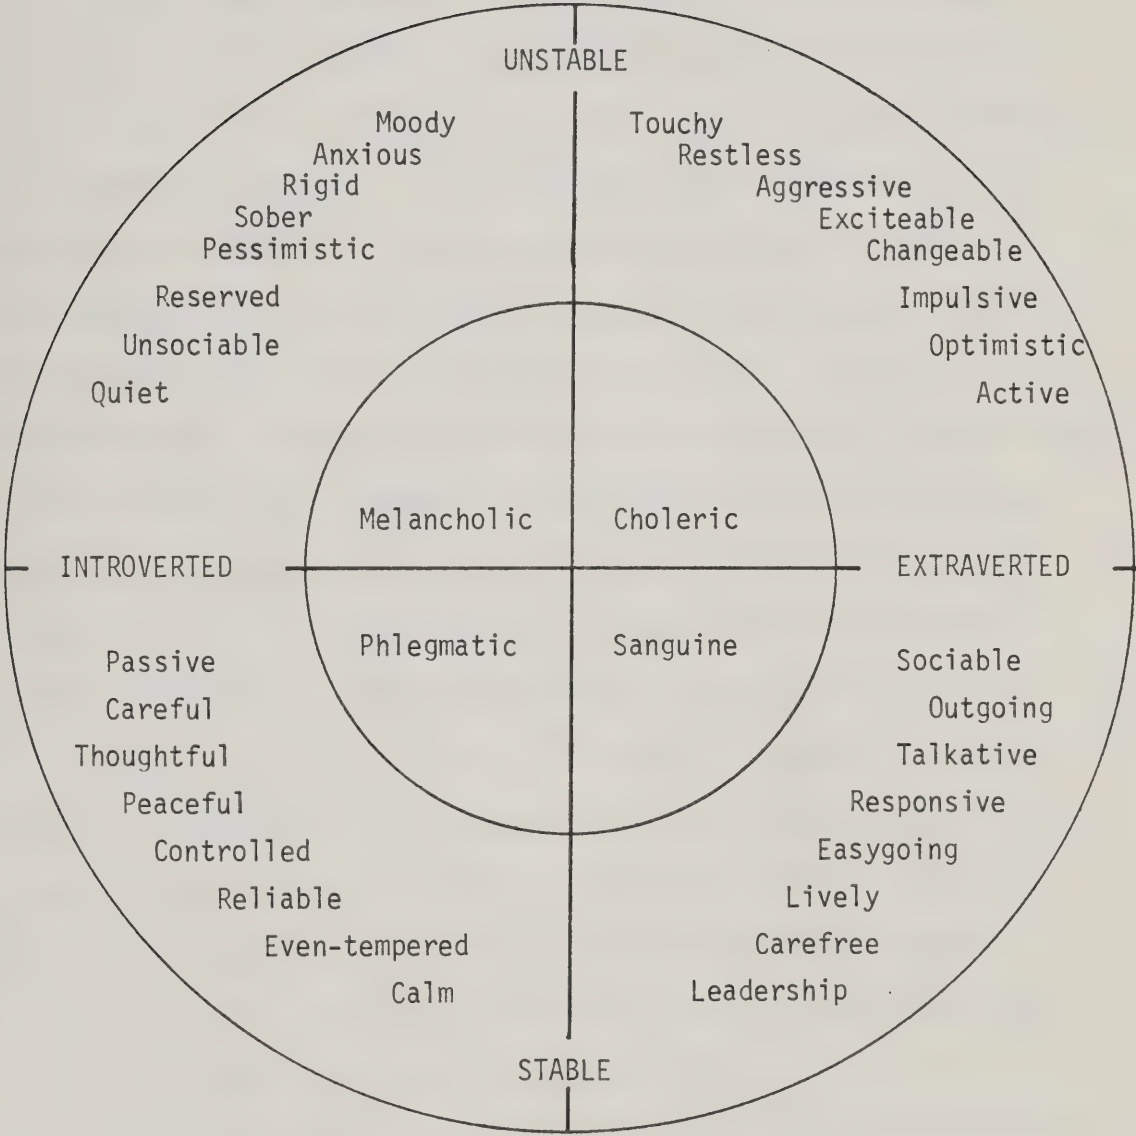 UNSTABLE
Moody Touchy
Anxious Restless
Rigid Aggressive
Sober Exciteable
Pessimistic Changeable
Reserved Impulsive
Unsociable Optimistic
Quiet Active
Melancholic Choleric
INTROVERTED EXTRAVERTED
Phlegmatic Sanguine
Passive Sociable
Careful Outgoing
Thoughtful Talkative
Peaceful Responsive
Controlled Easygoing
Reliable Lively
Even-tempered Carefree
Calm Leadership
STABLE